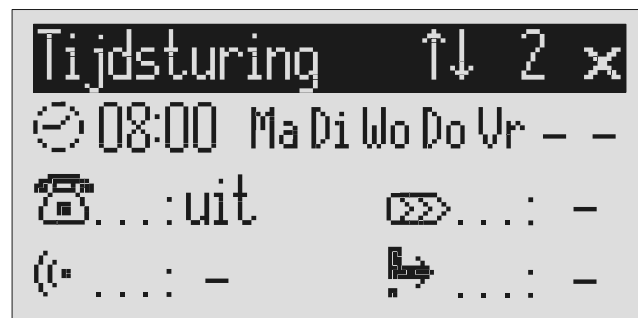 Tijdsturing ↑↓ 2 x
08:00 Ma Di Wo Do Vr – –
...:uit ...: –
...: – ...: –